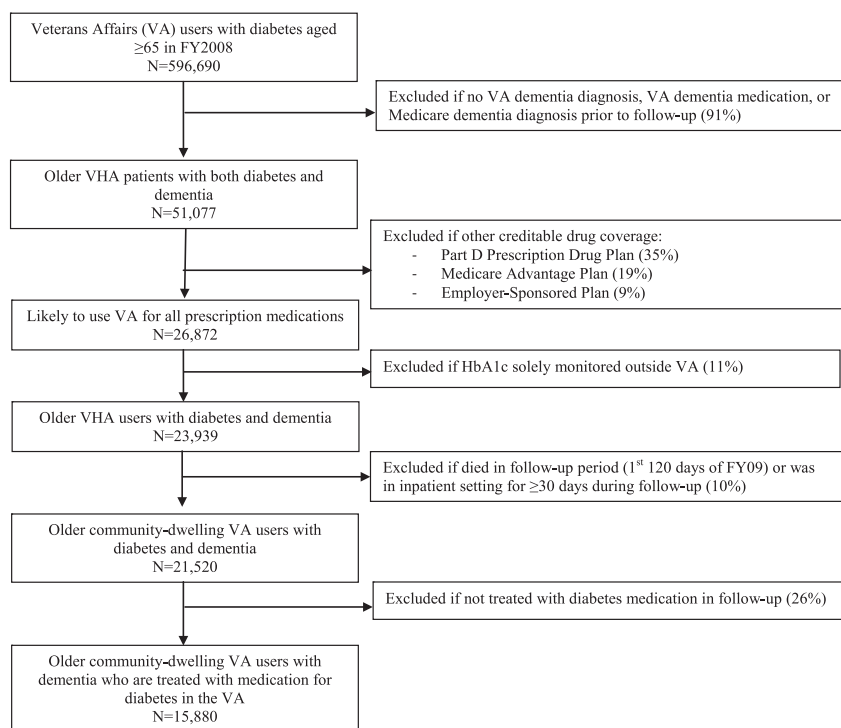 Veterans Affairs (VA) users with diabetes aged
≥65 in FY2008
N=596,690
Excluded if no VA dementia diagnosis, VA dementia medication, or
Medicare dementia diagnosis prior to follow-up (91%)
Older VHA patients with both diabetes and
dementia
N=51,077
Excluded if other creditable drug coverage:
- Part D Prescription Drug Plan (35%)
- Medicare Advantage Plan (19%)
- Employer-Sponsored Plan (9%)
Likely to use VA for all prescription medications
N=26,872
Excluded if HbA1c solely monitored outside VA (11%)
Older VHA users with diabetes and dementia
N=23,939
Excluded if died in follow-up period (1st 120 days of FY09) or was
in inpatient setting for ≥30 days during follow-up (10%)
Older community-dwelling VA users with
diabetes and dementia
N=21,520
Excluded if not treated with diabetes medication in follow-up (26%)
Older community-dwelling VA users with
dementia who are treated with medication for
diabetes in the VA
N=15,880